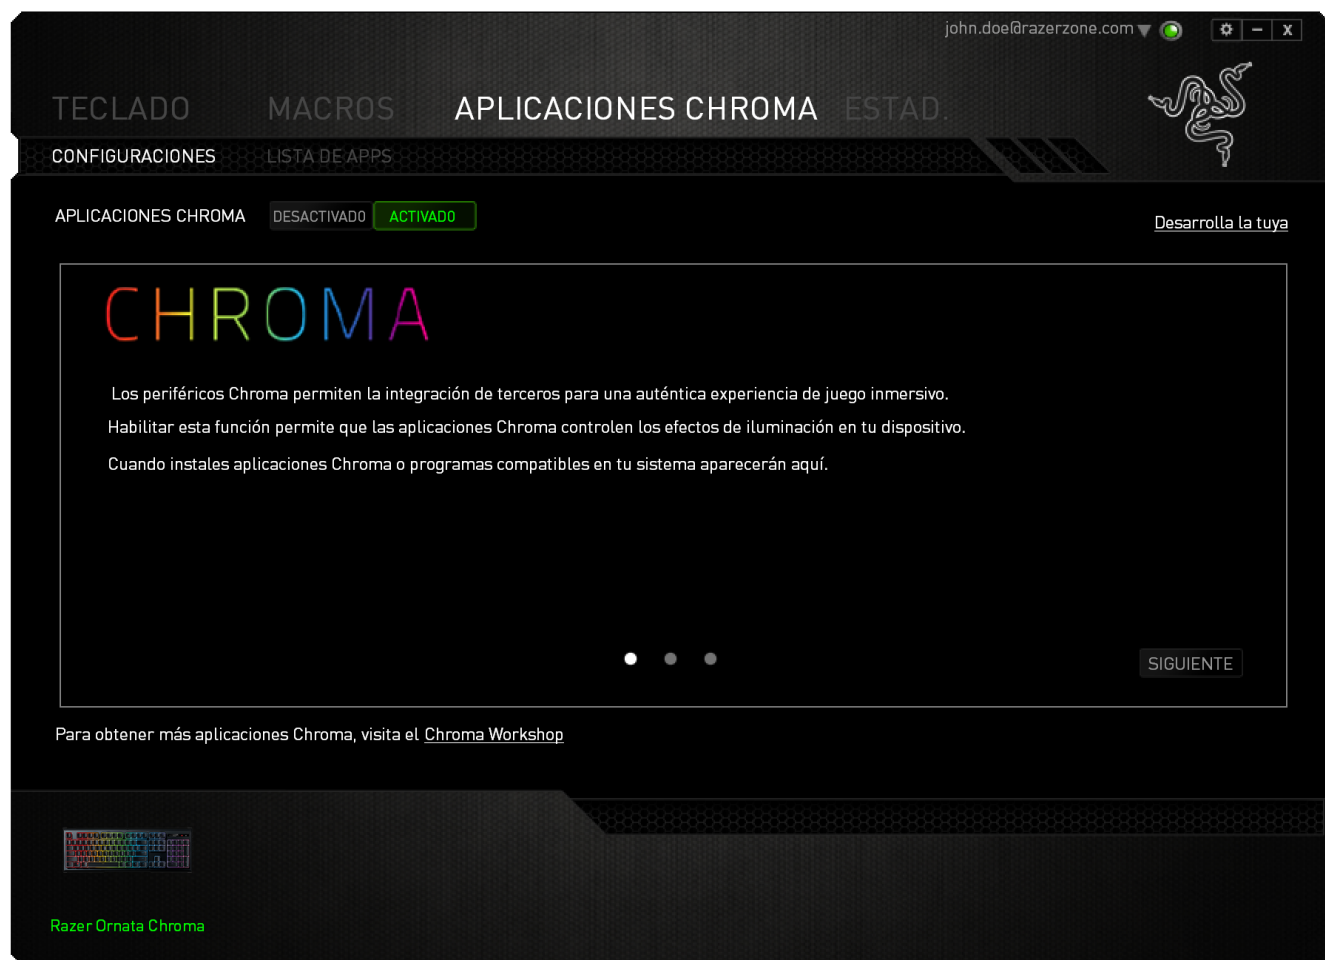 john.doe@razerzone.com
TECLADO MACROS APLICACIONES CHROMA ESTAD.
CONFIGURACIONES LISTA DE APPS
APLICACIONES CHROMA DESACTIVADO ACTIVADO
Desarrolla la tuya
CHROMA
Los periféricos Chroma permiten la integración de terceros para una auténtica experiencia de juego inmersivo.
Habilitar esta función permite que las aplicaciones Chroma controlen los efectos de iluminación en tu dispositivo.
Cuando instales aplicaciones Chroma o programas compatibles en tu sistema aparecerán aquí.
SIGUIENTE
Para obtener más aplicaciones Chroma, visita el Chroma Workshop
Razer Ornata Chroma